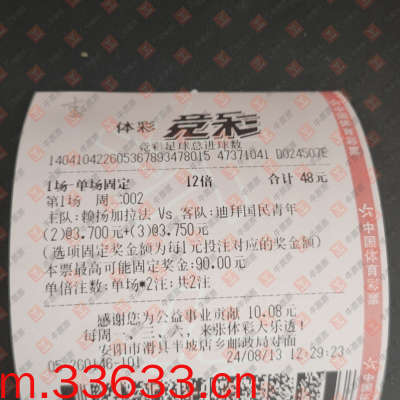 体彩 竞彩
竞彩足球总进球数
140410422605367893478015 47371041 D024507E
1场-单场固定 12倍 合计 48元
第1场 周二002
主队:赖扬加拉法 Vs 客队:迪拜国民青年
(2)@3.700元+(3)@3.750元
(选项固定奖金额为每1元投注对应的奖金额)
本票最高可能固定奖金:90.00元
单倍注数:单场*2注;共2注
感谢您为公益事业贡献 10.08元
每周一、三、六,来张体彩大乐透!
安阳市滑县半坡店乡邮政局对面
24/08/13 12:29:23
m.33633.cn